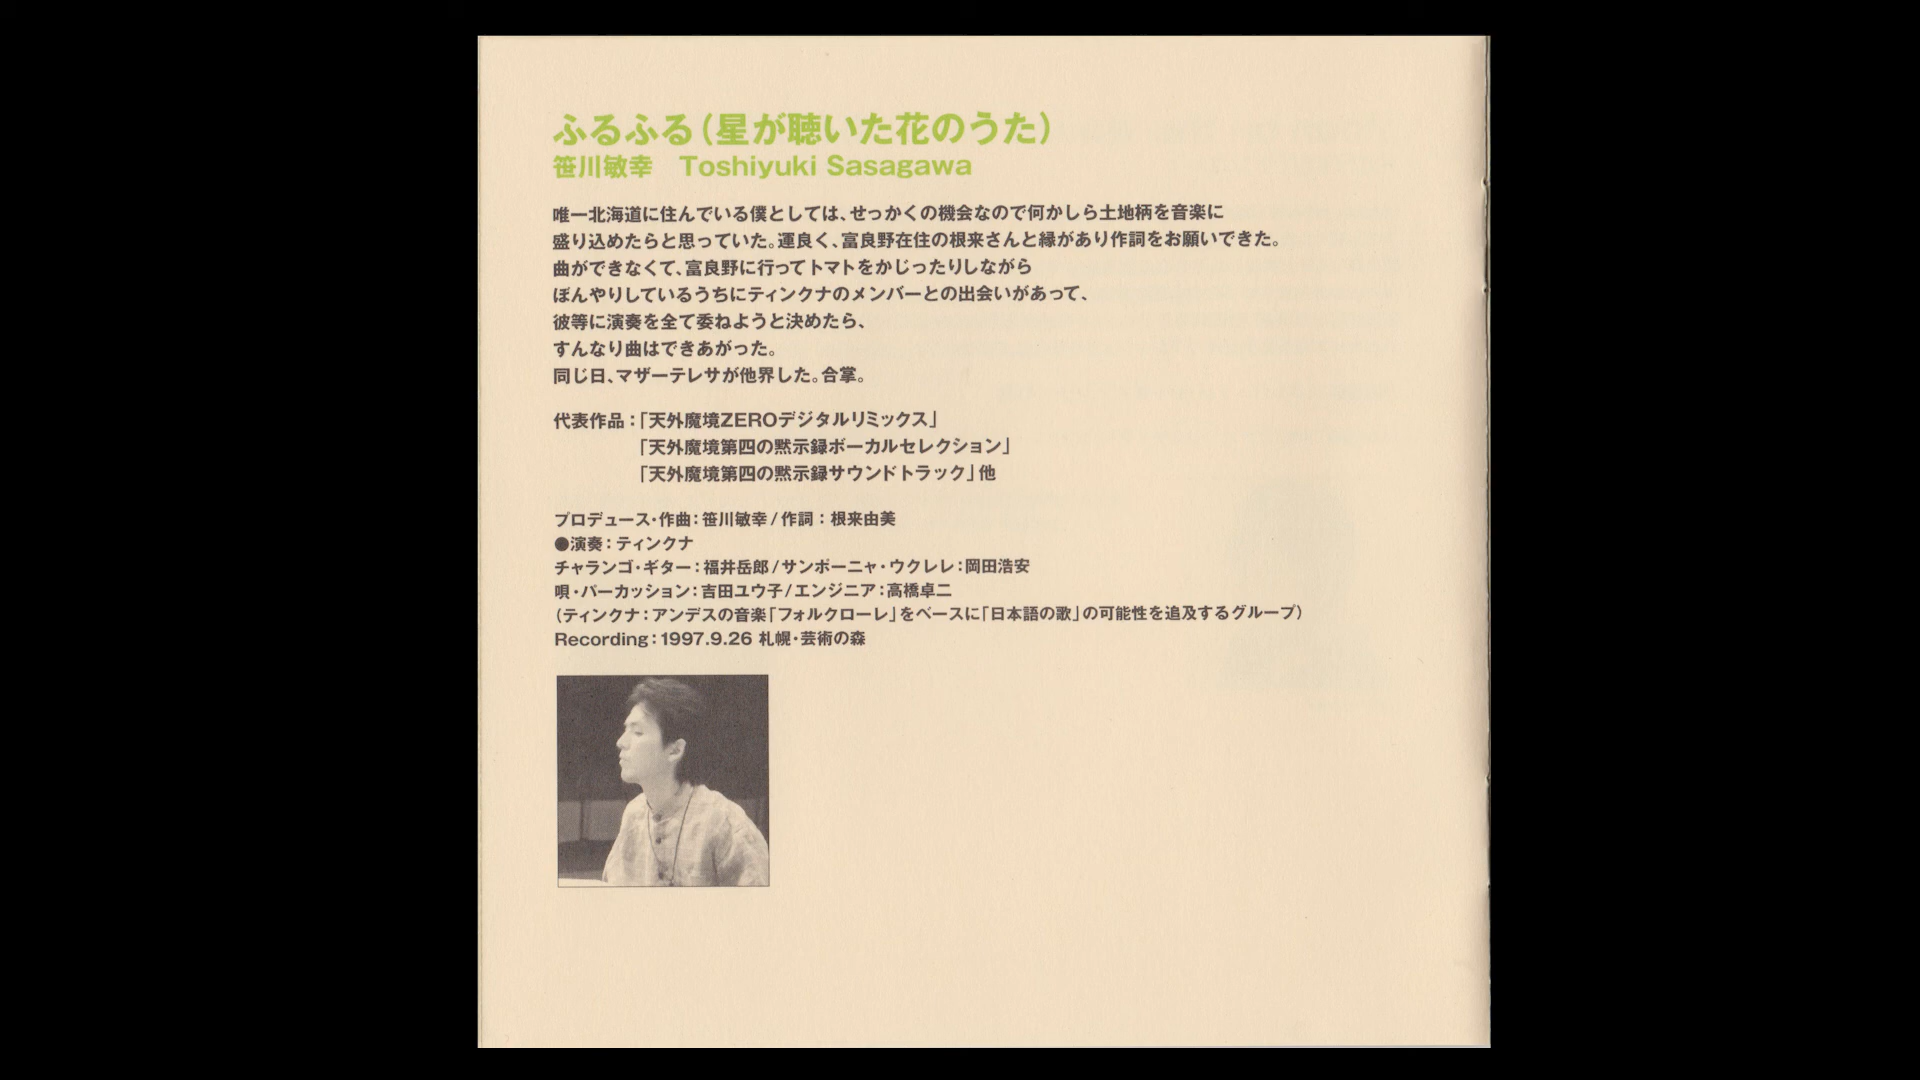 ふるふる(星が聴いた花のうた)
笹川敏幸　Toshiyuki Sasagawa
唯一北海道に住んでいる僕としては、せっかくの機会なので何かしら土地柄を音楽に
盛り込めたらと思っていた。運良く、富良野在住の根来さんと縁があり作詞をお願いできた。
曲ができなくて、富良野に行ってトマトをかじったりしながら
ぼんやりしているうちにティンクナのメンバーとの出会いがあって、
彼等に演奏を全て委ねようと決めたら、
すんなり曲はできあがった。
同じ日、マザーテレサが他界した。合掌。
代表作品：「天外魔境ZEROデジタルリミックス」
「天外魔境第四の黙示録ボーカルセレクション」
「天外魔境第四の黙示録サウンドトラック」他
プロデュース・作曲：笹川敏幸/作詞：根来由美
●演奏：ティンクナ
チャランゴ・ギター：福井岳郎/サンポーニャ・ウクレレ：岡田浩安
唄・パーカッション：吉田ユウ子/エンジニア：高橋卓二
(ティンクナ：アンデスの音楽「フォルクローレ」をベースに「日本語の歌」の可能性を追及するグループ)
Recording：1997.9.26 札幌・芸術の森